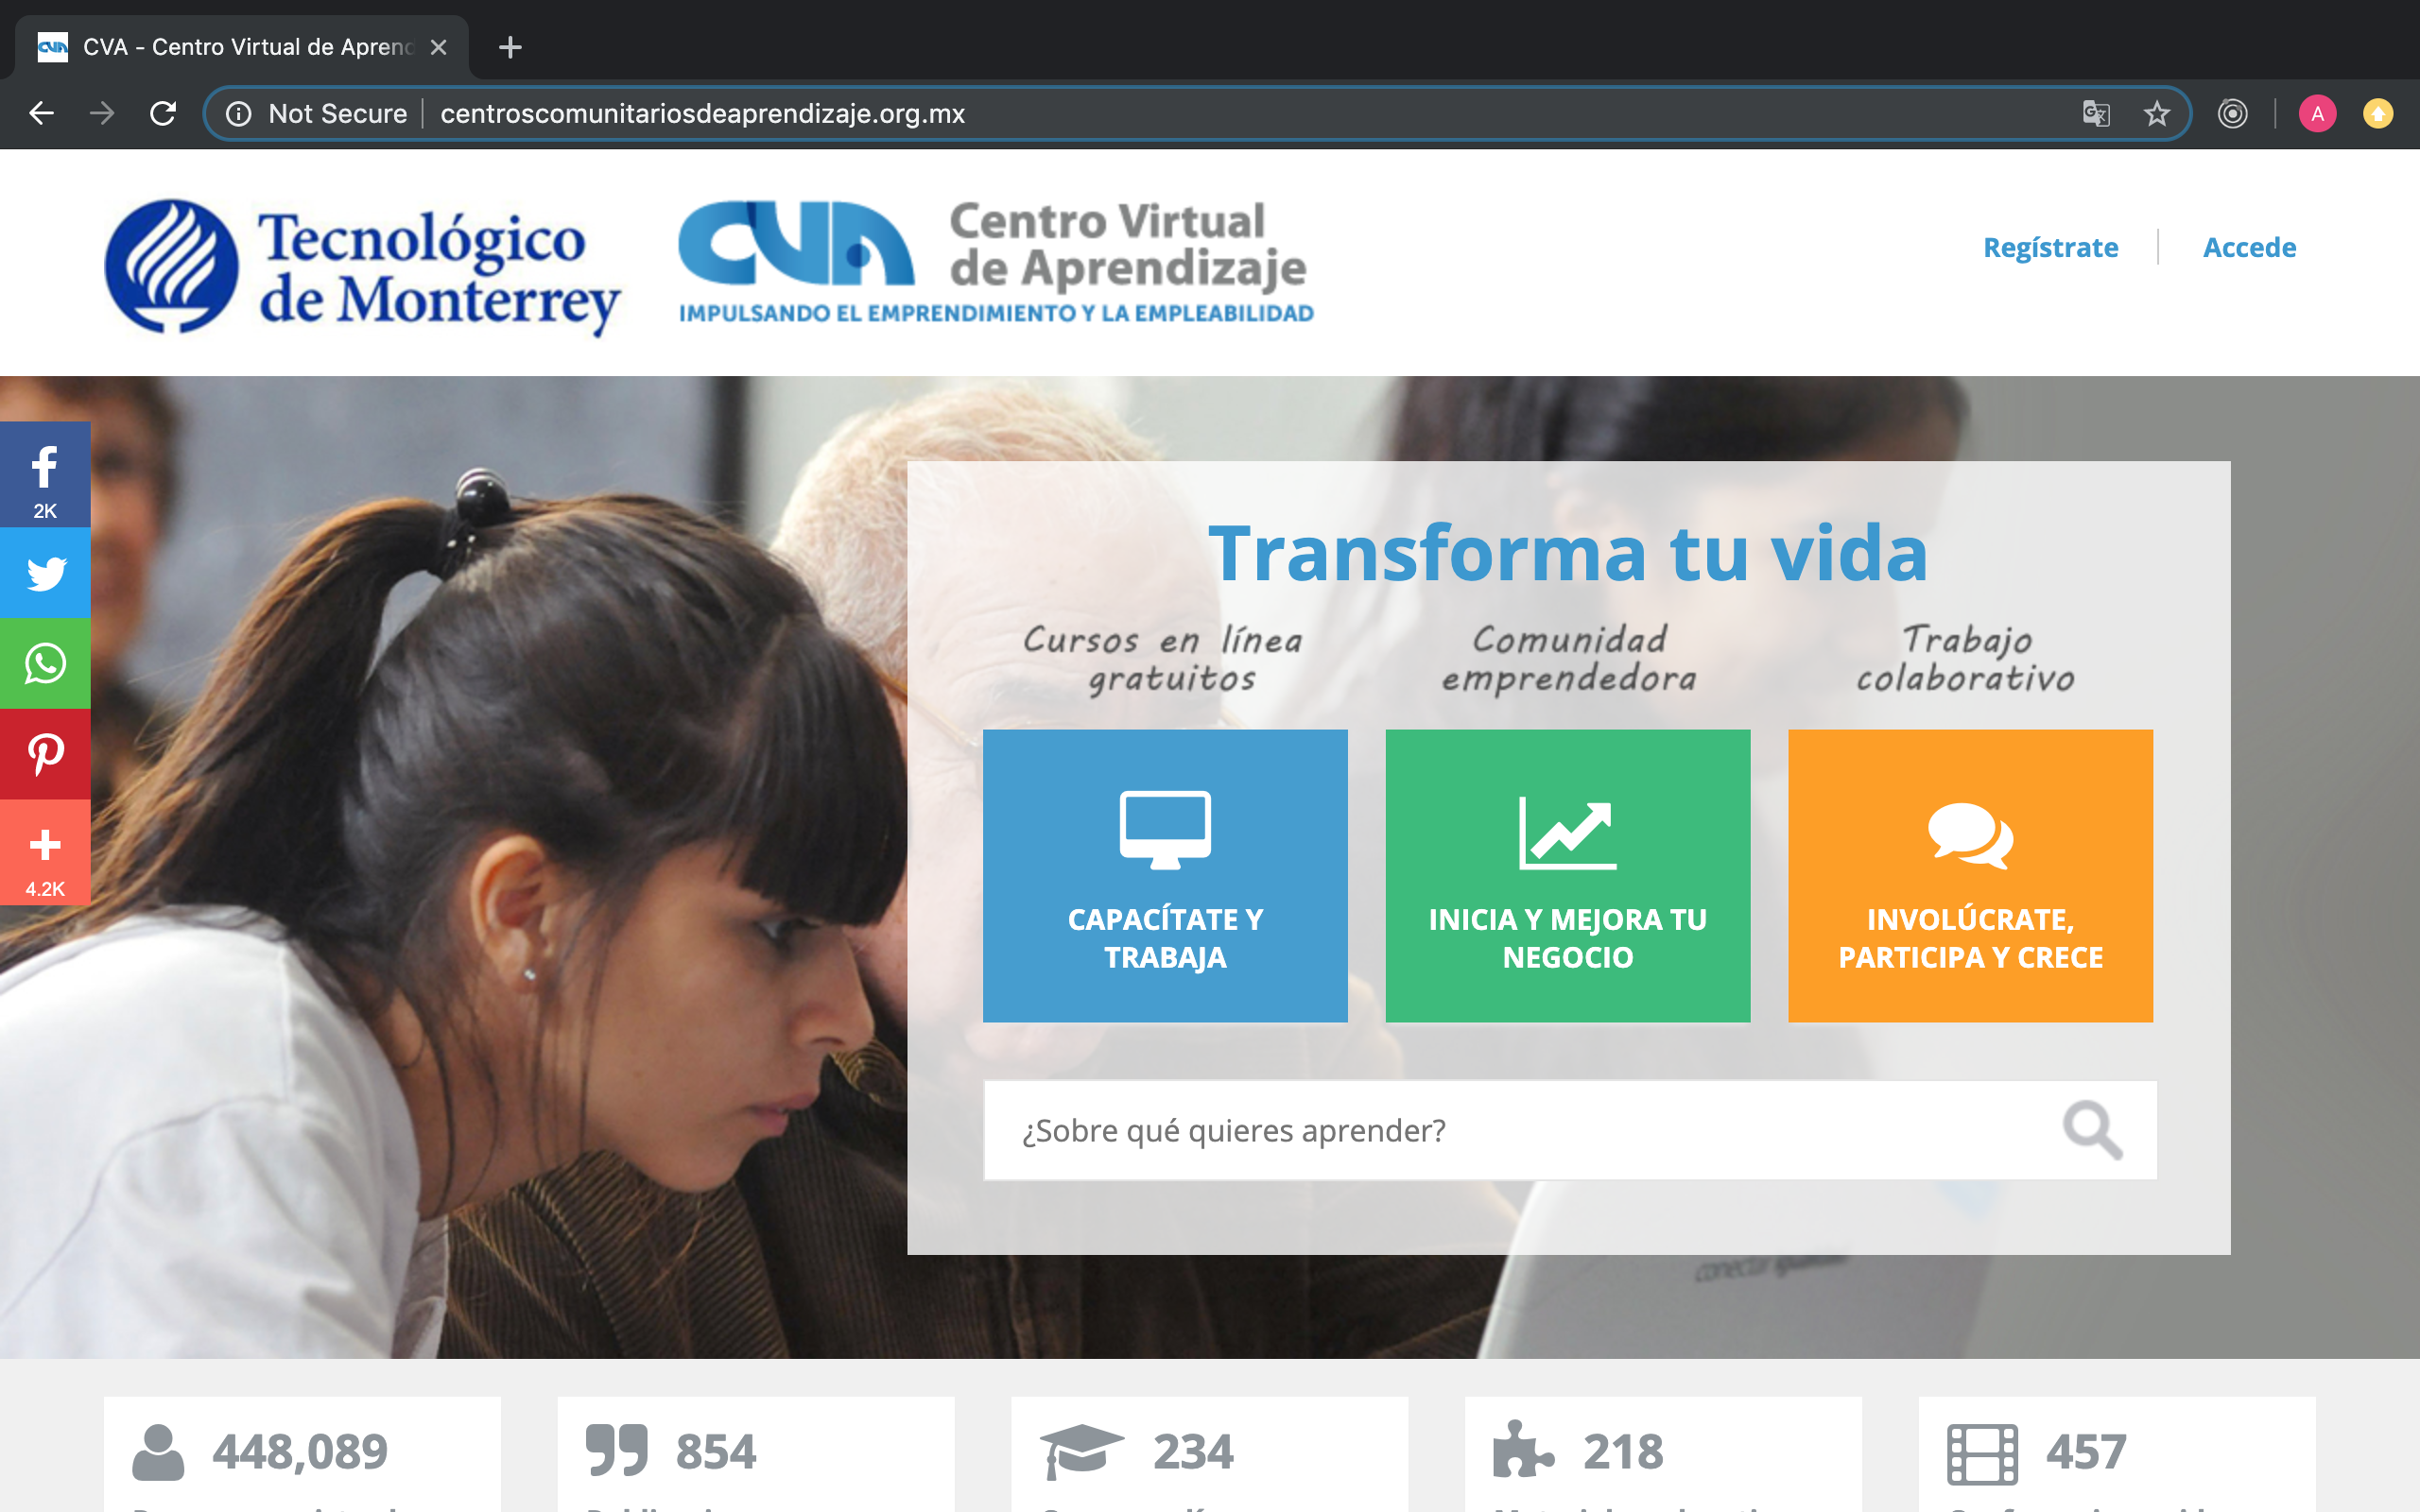 CVA - Centro Virtual de Aprend
Not Secure
centroscomunitariosdeaprendizaje.org.mx
A
Tecnológico
de Monterrey
CVA
Centro Virtual
de Aprendizaje
IMPULSANDO EL EMPRENDIMIENTO Y LA EMPLEABILIDAD
Regístrate
Accede
2K
4.2K
Transforma tu vida
Cursos en línea
gratuitos
Comunidad
emprendedora
Trabajo
colaborativo
CAPACÍTATE Y
TRABAJA
INICIA Y MEJORA TU
NEGOCIO
INVOLÚCRATE,
PARTICIPA Y CRECE
¿Sobre qué quieres aprender?
conectar igualdad
448,089
854
234
218
457